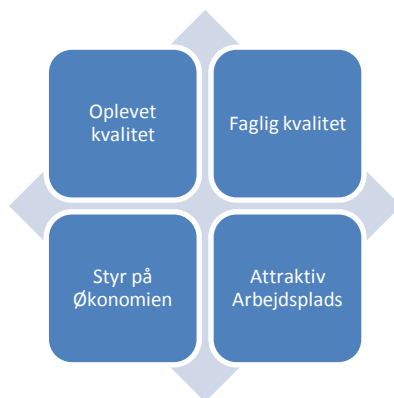 Oplevet
kvalitet
Faglig kvalitet
Styr på
Økonomien
Attraktiv
Arbejdsplads